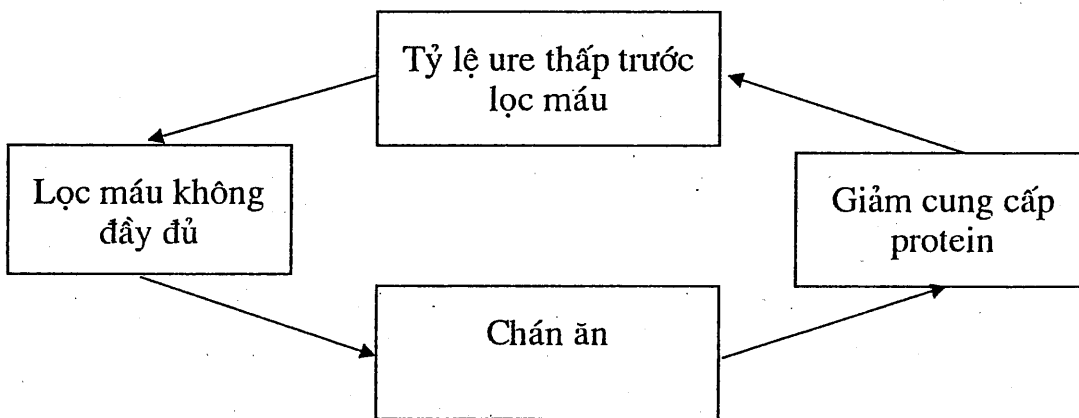 Tỷ lệ ure thấp trước
lọc máu
Lọc máu không
đầy đủ
Giảm cung cấp
protein
Chán ăn